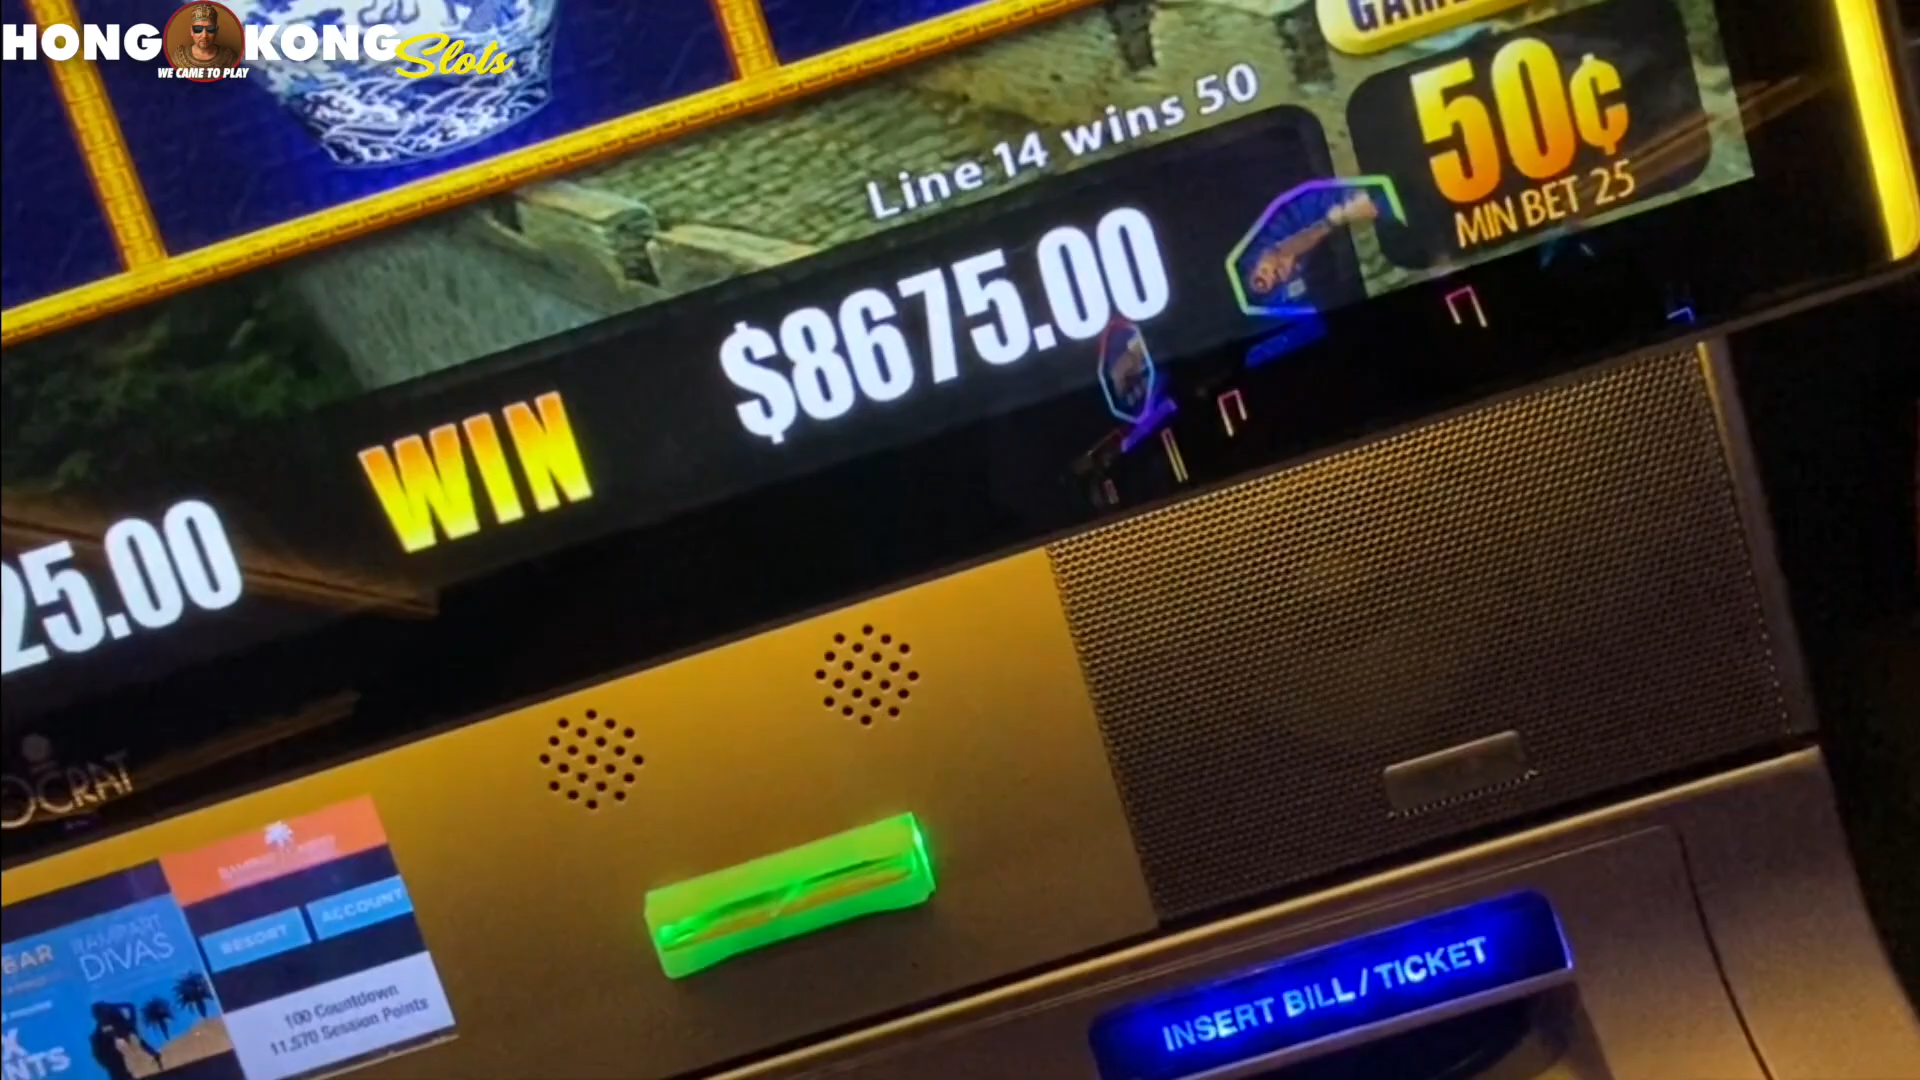 HONG KONG Slots
WE CAME TO PLAY
50¢
MIN BET 25
Line 14 wins 50
WIN $8675.00
25.00
RAMPART
DIVAS
RESORT
ACCOUNT
100 Countdown
11,570 Session Points
INSERT BILL / TICKET